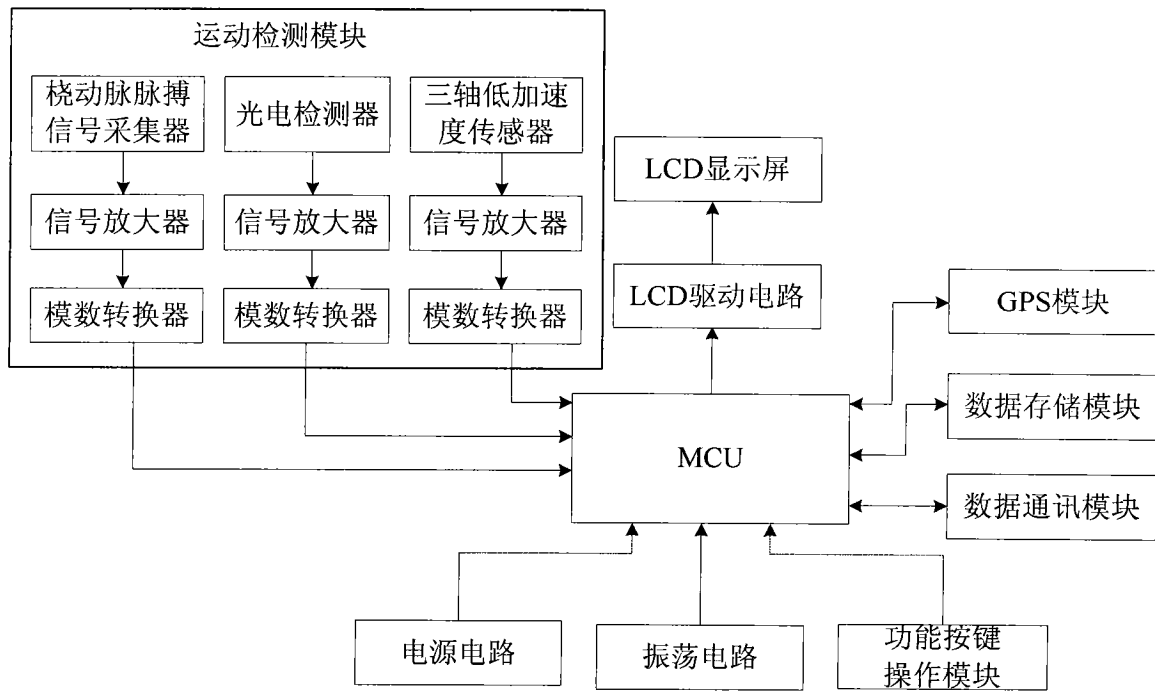 运动检测模块
桡动脉脉搏
信号采集器
光电检测器
三轴低加速
度传感器
信号放大器
信号放大器
信号放大器
模数转换器
模数转换器
模数转换器
LCD显示屏
LCD驱动电路
GPS模块
数据存储模块
数据通讯模块
MCU
电源电路
振荡电路
功能按键
操作模块